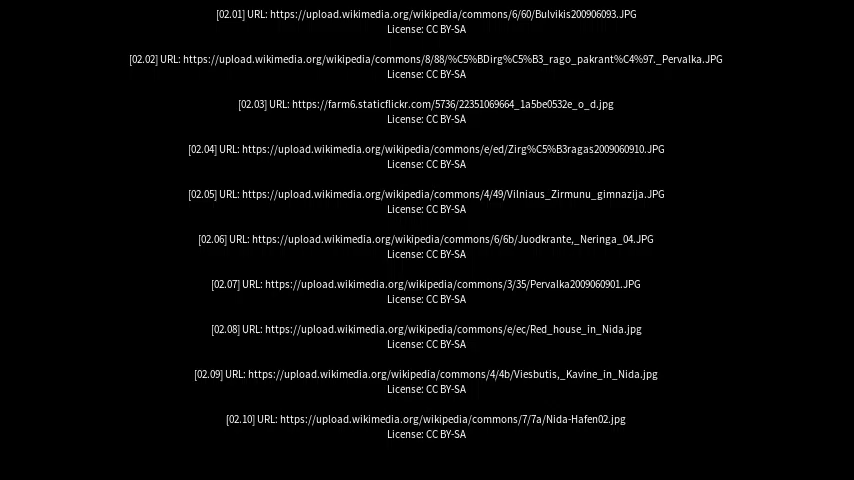 [02.01] URL: https://upload.wikimedia.org/wikipedia/commons/6/60/Bulvikis200906093.JPG
License: CC BY-SA
[02.02] URL: https://upload.wikimedia.org/wikipedia/commons/8/88/%C5%BDirg%C5%B3_rago_pakrant%C4%97._Pervalka.JPG
License: CC BY-SA
[02.03] URL: https://farm6.staticflickr.com/5736/22351069664_1a5be0532e_o_d.jpg
License: CC BY-SA
[02.04] URL: https://upload.wikimedia.org/wikipedia/commons/e/ed/Zirg%C5%B3ragas2009060910.JPG
License: CC BY-SA
[02.05] URL: https://upload.wikimedia.org/wikipedia/commons/4/49/Vilniaus_Zirmunu_gimnazija.JPG
License: CC BY-SA
[02.06] URL: https://upload.wikimedia.org/wikipedia/commons/6/6b/Juodkrante,_Neringa_04.JPG
License: CC BY-SA
[02.07] URL: https://upload.wikimedia.org/wikipedia/commons/3/35/Pervalka2009060901.JPG
License: CC BY-SA
[02.08] URL: https://upload.wikimedia.org/wikipedia/commons/e/ec/Red_house_in_Nida.jpg
License: CC BY-SA
[02.09] URL: https://upload.wikimedia.org/wikipedia/commons/4/4b/Viesbutis,_Kavine_in_Nida.jpg
License: CC BY-SA
[02.10] URL: https://upload.wikimedia.org/wikipedia/commons/7/7a/Nida-Hafen02.jpg
License: CC BY-SA